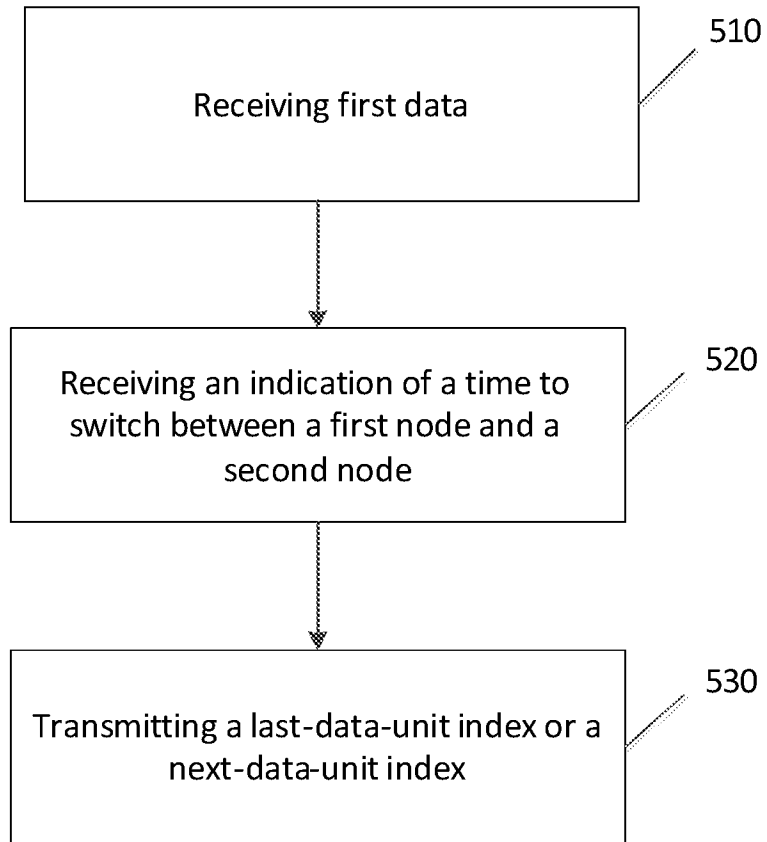 510
Receiving first data
520
Receiving an indication of a time to
switch between a first node and a
second node
530
Transmitting a last-data-unit index or a
next-data-unit index